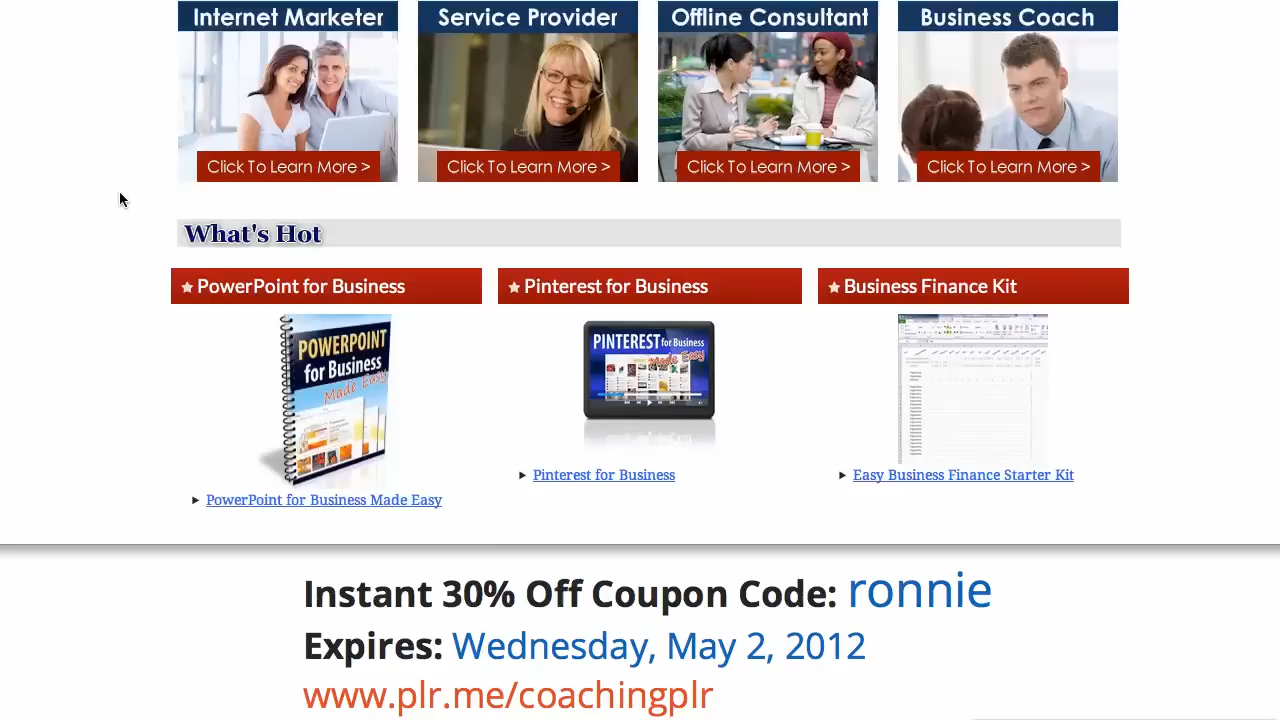 Internet Marketer
Service Provider
Offline Consultant
Business Coach
Click To Learn More >
Click To Learn More >
Click To Learn More >
Click To Learn More >
What's Hot
PowerPoint for Business
Pinterest for Business
Business Finance Kit
POWERPOINT
for Business
Made Easy
PINTEREST for Business
Made Easy
Pinterest for Business
Easy Business Finance Starter Kit
PowerPoint for Business Made Easy
Instant 30% Off Coupon Code: ronnie
Expires: Wednesday, May 2, 2012
www.plr.me/coachingplr